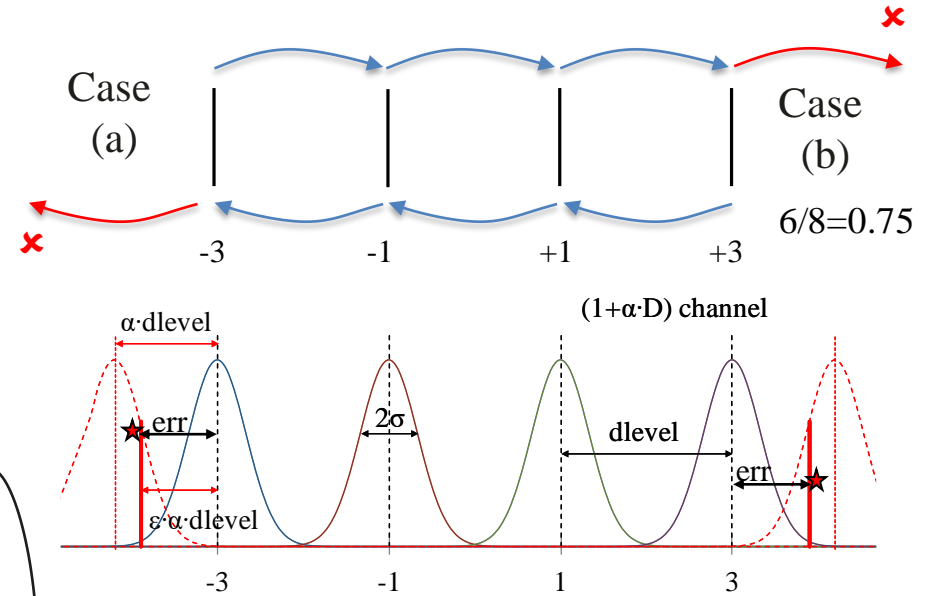 Case
(a)
Case
(b)
6/8=0.75
-3
-1
+1
+3
(1+α·D) channel
α·dlevel
err
2σ
dlevel
err
ε·α·dlevel
-3
-1
1
3